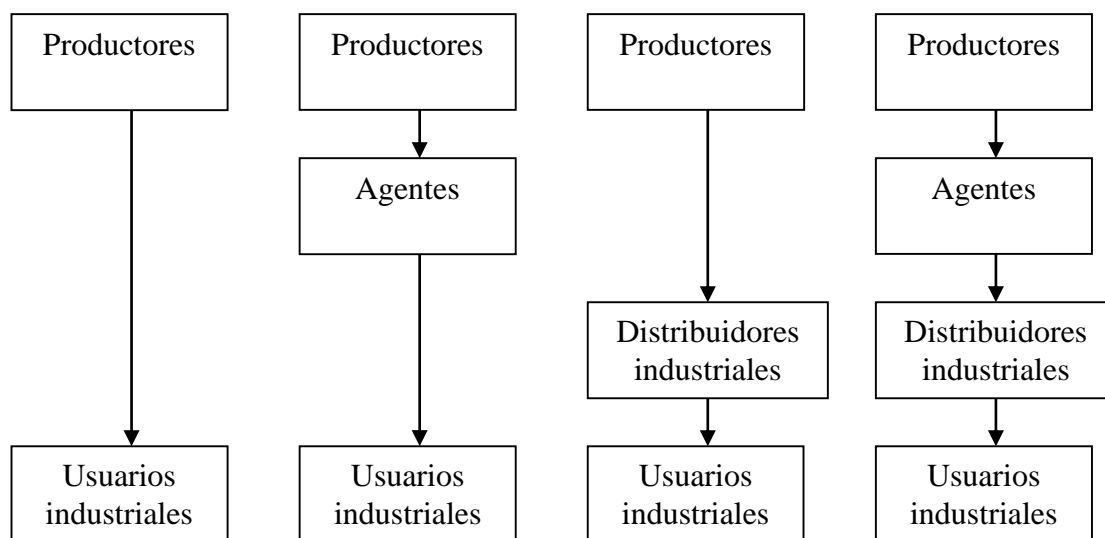 Productores
Productores
Productores
Productores
Agentes
Agentes
Distribuidores
industriales
Distribuidores
industriales
Usuarios
industriales
Usuarios
industriales
Usuarios
industriales
Usuarios
industriales